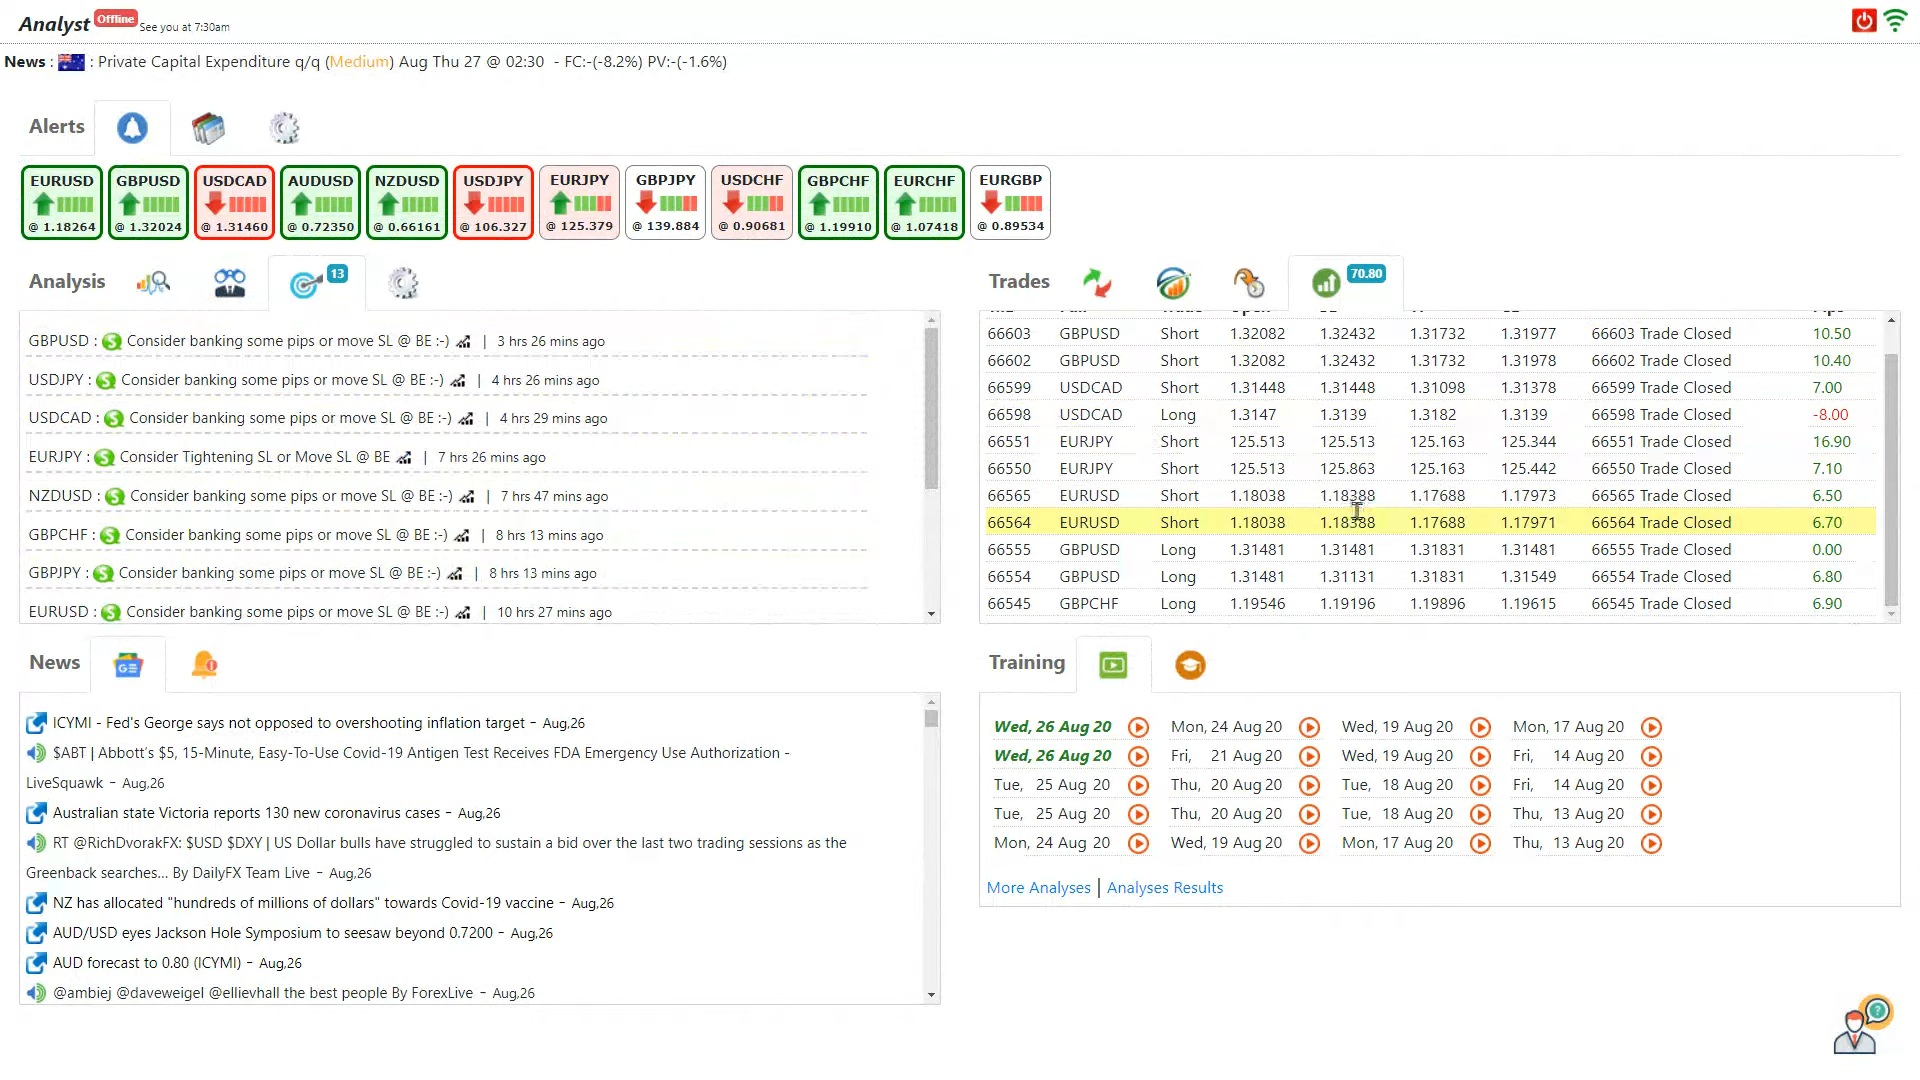 Analyst Offline See you at 7:30am
News : : Private Capital Expenditure q/q (Medium) Aug Thu 27 @ 02:30 - FC:-(-8.2%) PV:-(-1.6%)
Alerts
EURUSD GBPUSD USDCAD AUDUSD NZDUSD USDJPY EURJPY GBPJPY USDCHF GBPCHF EURCHF EURGBP
@ 1.18264 @ 1.32024 @ 1.31460 @ 0.72350 @ 0.66161 @ 106.327 @ 125.379 @ 139.884 @ 0.90681 @ 1.19910 @ 1.07418 @ 0.89534
Analysis 13
GBPUSD : Consider banking some pips or move SL @ BE :-) | 3 hrs 26 mins ago
USDJPY : Consider banking some pips or move SL @ BE :-) | 4 hrs 26 mins ago
USDCAD : Consider banking some pips or move SL @ BE :-) | 4 hrs 29 mins ago
EURJPY : Consider Tightening SL or Move SL @ BE | 7 hrs 26 mins ago
NZDUSD : Consider banking some pips or move SL @ BE :-) | 7 hrs 47 mins ago
GBPCHF : Consider banking some pips or move SL @ BE :-) | 8 hrs 13 mins ago
GBPJPY : Consider banking some pips or move SL @ BE :-) | 8 hrs 13 mins ago
EURUSD : Consider banking some pips or move SL @ BE :-) | 10 hrs 27 mins ago
Trades 70.80
66603 GBPUSD Short 1.32082 1.32432 1.31732 1.31977 66603 Trade Closed 10.50
66602 GBPUSD Short 1.32082 1.32432 1.31732 1.31978 66602 Trade Closed 10.40
66599 USDCAD Short 1.31448 1.31448 1.31098 1.31378 66599 Trade Closed 7.00
66598 USDCAD Long 1.3147 1.3139 1.3182 1.3139 66598 Trade Closed -8.00
66551 EURJPY Short 125.513 125.513 125.163 125.344 66551 Trade Closed 16.90
66550 EURJPY Short 125.513 125.863 125.163 125.442 66550 Trade Closed 7.10
66565 EURUSD Short 1.18038 1.18388 1.17688 1.17973 66565 Trade Closed 6.50
66564 EURUSD Short 1.18038 1.18388 1.17688 1.17971 66564 Trade Closed 6.70
66555 GBPUSD Long 1.31481 1.31481 1.31831 1.31481 66555 Trade Closed 0.00
66554 GBPUSD Long 1.31481 1.31131 1.31831 1.31549 66554 Trade Closed 6.80
66545 GBPCHF Long 1.19546 1.19196 1.19896 1.19615 66545 Trade Closed 6.90
News GE
ICYMI - Fed's George says not opposed to overshooting inflation target - Aug,26
$ABT | Abbott's $5, 15-Minute, Easy-To-Use Covid-19 Antigen Test Receives FDA Emergency Use Authorization -
LiveSquawk - Aug,26
Australian state Victoria reports 130 new coronavirus cases - Aug,26
RT @RichDvorakFX: $USD $DXY | US Dollar bulls have struggled to sustain a bid over the last two trading sessions as the
Greenback searches... By DailyFX Team Live - Aug,26
NZ has allocated "hundreds of millions of dollars" towards Covid-19 vaccine - Aug,26
AUD/USD eyes Jackson Hole Symposium to seesaw beyond 0.7200 - Aug,26
AUD forecast to 0.80 (ICYMI) - Aug,26
@ambiej @daveweigel @ellievhall the best people By ForexLive - Aug,26
Training
Wed, 26 Aug 20 Mon, 24 Aug 20 Wed, 19 Aug 20 Mon, 17 Aug 20
Wed, 26 Aug 20 Fri, 21 Aug 20 Wed, 19 Aug 20 Fri, 14 Aug 20
Tue, 25 Aug 20 Thu, 20 Aug 20 Tue, 18 Aug 20 Fri, 14 Aug 20
Tue, 25 Aug 20 Thu, 20 Aug 20 Tue, 18 Aug 20 Thu, 13 Aug 20
Mon, 24 Aug 20 Wed, 19 Aug 20 Mon, 17 Aug 20 Thu, 13 Aug 20
More Analyses | Analyses Results